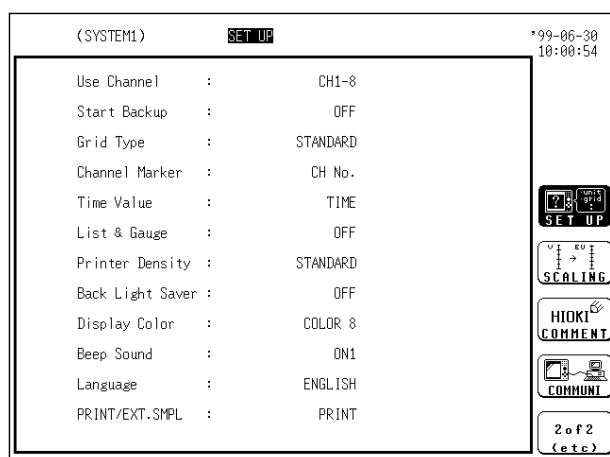 (SYSTEM1) SET UP '99-06-30
10:00:54
Use Channel : CH1-8
Start Backup : OFF
Grid Type : STANDARD
Channel Marker : CH No.
Time Value : TIME
List & Gauge : OFF
Printer Density : STANDARD
Back Light Saver : OFF
Display Color : COLOR 8
Beep Sound : ON1
Language : ENGLISH
PRINT/EXT.SMPL : PRINT
? unit
grid
:
SET UP
V EU
SCALING
HIOKI
COMMENT
COMMUNI
2of2
(etc)